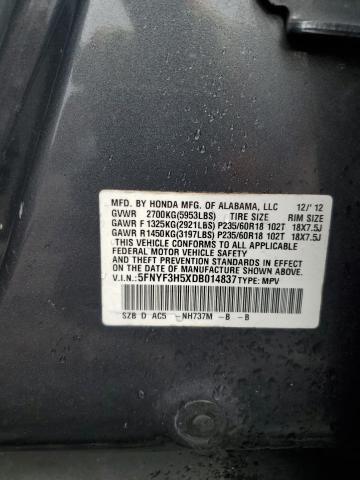 MFD. BY HONDA MFG. OF ALABAMA, LLC 12/'12
GVWR 2700KG(5953LBS) TIRE SIZE RIM SIZE
GAWR F 1325KG(2921LBS) P235/60R18 102T 18X7.5J
GAWR R1450KG(3197LBS) P235/60R18 102T 18X7.5J
THIS VEHICLE CONFORMS TO ALL APPLICABLE
FEDERAL MOTOR VEHICLE SAFETY AND
THEFT PREVENTION STANDARDS IN EFFECT
ON THE DATE OF MANUFACTURE SHOWN ABOVE.
V.I.N.: 5FNYF3H5XDB014837 TYPE: MPV
SZB D AC5 -NH737M -B -B